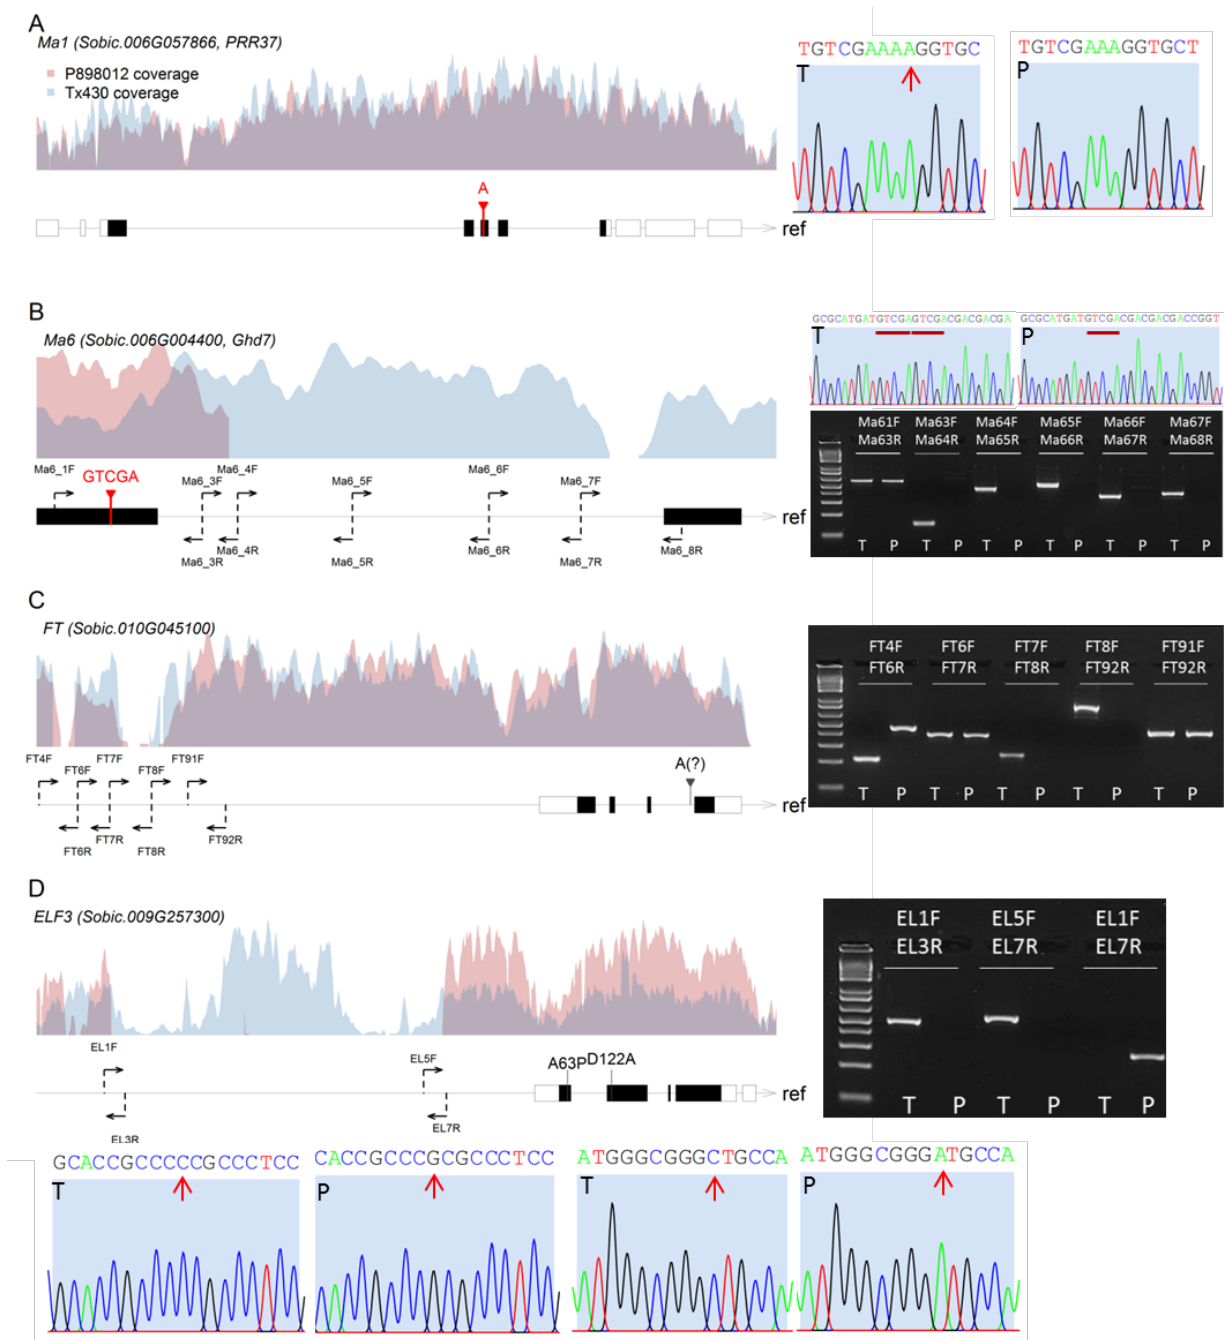 A
Ma1 (Sobic.006G057866, PRR37)
P898012 coverage
Tx430 coverage
A
ref
TGTCGAAAAGGTGC
T
TGTCGAAAGGTGCT
P
B
Ma6 (Sobic.006G004400, Ghd7)
Ma6_1F
GTCGA
Ma6_3F
Ma6_4F
Ma6_5F
Ma6_6F
Ma6_7F
ref
Ma6_3R
Ma6_4R
Ma6_5R
Ma6_6R
Ma6_7R
Ma6_8R
GCGCATGATGTCGAGTCGACGACGACGA
T
GCGCATGATGTCGACGACGACGACCGGT
P
Ma61F Ma63F Ma64F Ma65F Ma66F Ma67F
Ma63R Ma64R Ma65R Ma66R Ma67R Ma68R
T P T P T P T P T P T P
C
FT (Sobic.010G045100)
FT4F
FT6F
FT7F
FT8F
FT91F
A(?)
ref
FT6R
FT7R
FT8R
FT92R
FT4F FT6F FT7F FT8F FT91F
FT6R FT7R FT8R FT92R FT92R
T P T P T P T P T P
D
ELF3 (Sobic.009G257300)
EL1F
EL5F
A63P
D122A
ref
EL3R
EL7R
EL1F EL5F EL1F
EL3R EL7R EL7R
T P T P T P
GCACCGCCCCCGCCCTCC
T
CACCGCCCGCGCCCTCC
P
ATGGGCGGGCTGCCA
T
ATGGGCGGGATGCCA
P